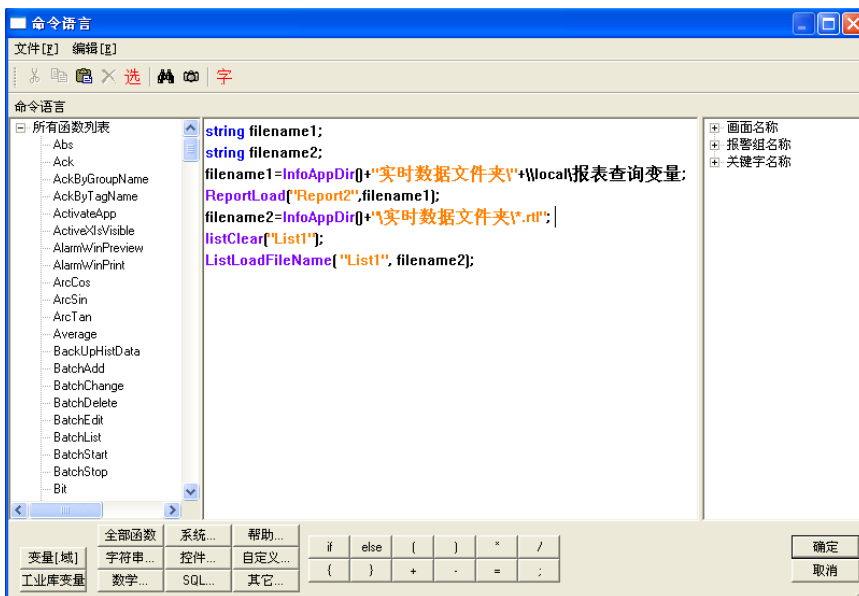 命令语言
文件[F] 编辑[E]
选 字
命令语言
所有函数列表
Abs
Ack
AckByGroupName
AckByTagName
ActivateApp
ActiveXIsVisible
AlarmWinPreview
AlarmWinPrint
ArcCos
ArcSin
ArcTan
Average
BackUpHistData
BatchAdd
BatchChange
BatchDelete
BatchEdit
BatchList
BatchStart
BatchStop
Bit
string filename1;
string filename2;
filename1=InfoAppDir()+"实时数据文件夹\"+\\local\报表查询变量;
ReportLoad("Report2",filename1);
filename2=InfoAppDir()+"\实时数据文件夹\*.rtl";
listClear("List1");
ListLoadFileName( "List1", filename2);
画面名称
报警组名称
关键字名称
全部函数 系统... 帮助...
变量[域] 字符串... 控件... 自定义...
工业库变量 数学... SQL... 其它...
if else ( ) * /
{ } + - = ;
确定
取消